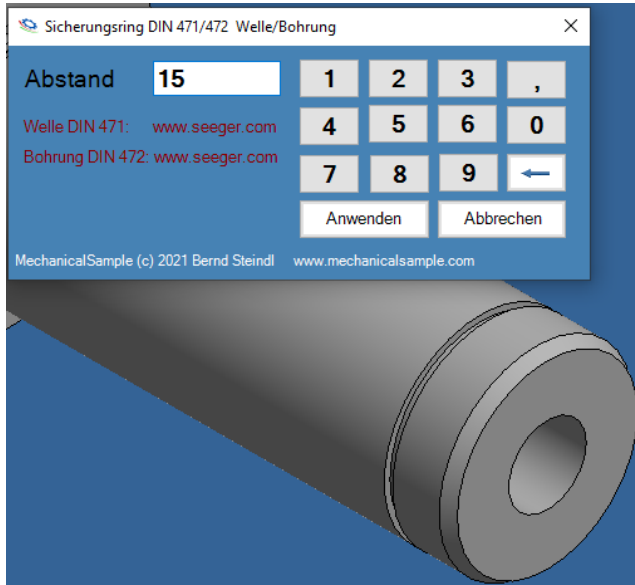 Sicherungsring DIN 471/472 Welle/Bohrung
Abstand 15
Welle DIN 471: www.seeger.com
Bohrung DIN 472: www.seeger.com
1 2 3 ,
4 5 6 0
7 8 9
Anwenden Abbrechen
MechanicalSample (c) 2021 Bernd Steindl www.mechanicalsample.com